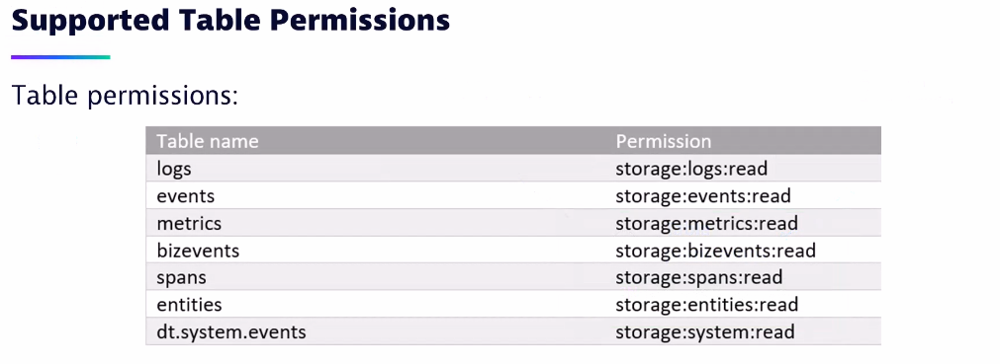 Supported Table Permissions
Table permissions:
Table name Permission
logs storage:logs:read
events storage:events:read
metrics storage:metrics:read
bizevents storage:bizevents:read
spans storage:spans:read
entities storage:entities:read
dt.system.events storage:system:read